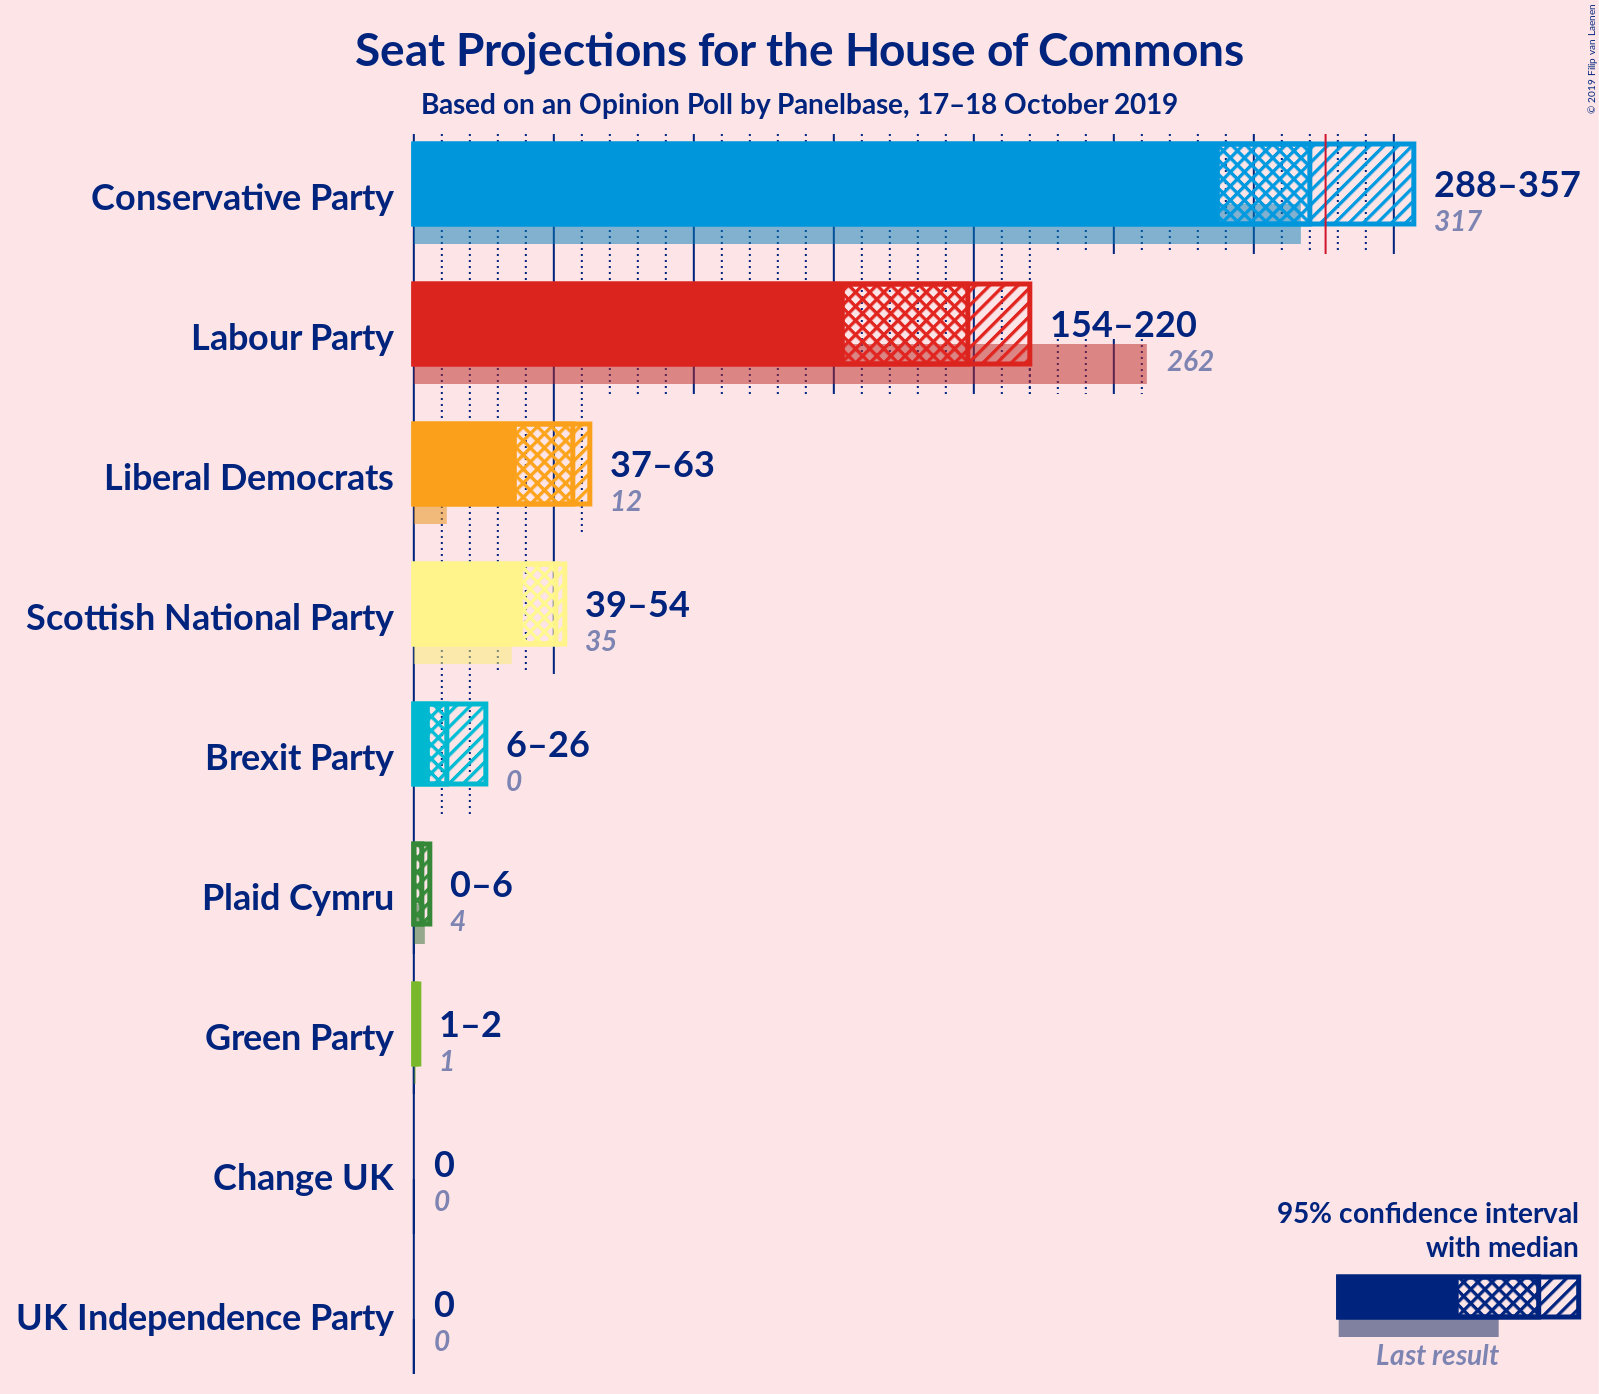 Seat Projections for the House of Commons
Based on an Opinion Poll by Panelbase, 17–18 October 2019
© 2019 Filip van Laenen
Conservative Party
288–357
317
Labour Party
154–220
262
Liberal Democrats
37–63
12
Scottish National Party
39–54
35
Brexit Party
6–26
0
Plaid Cymru
0–6
4
Green Party
1–2
1
Change UK
0
0
UK Independence Party
0
0
95% confidence interval
with median
Last result